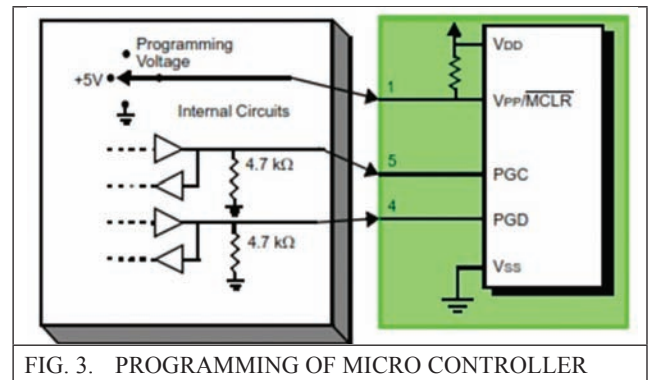 Programming
Voltage
+5V
Internal Circuits
4.7 kΩ
4.7 kΩ
1
5
4
VDD
VPP/MCLR
PGC
PGD
Vss
FIG. 3. PROGRAMMING OF MICRO CONTROLLER